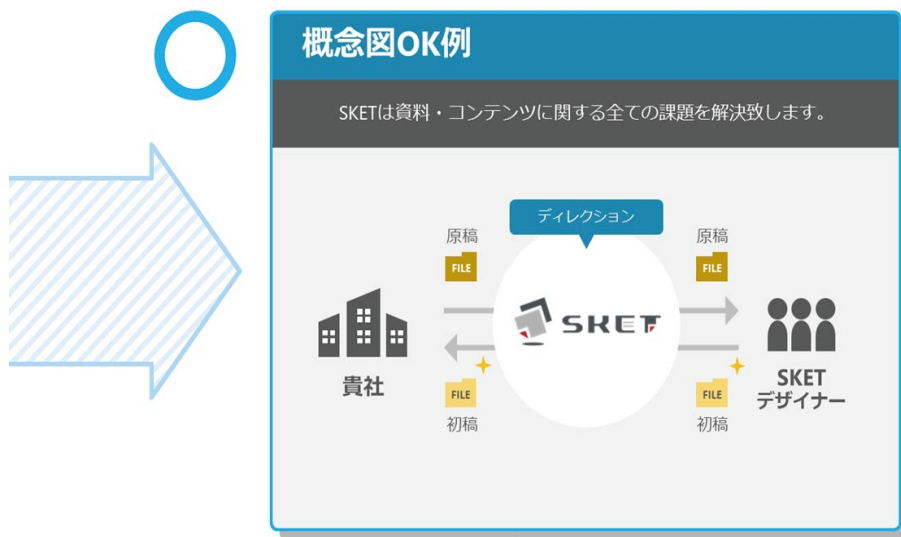 概念図OK例
SKETは資料・コンテンツに関する全ての課題を解決致します。
ディレクション
原稿
原稿
FILE
FILE
SKET
貴社
SKET
デザイナー
FILE
FILE
初稿
初稿